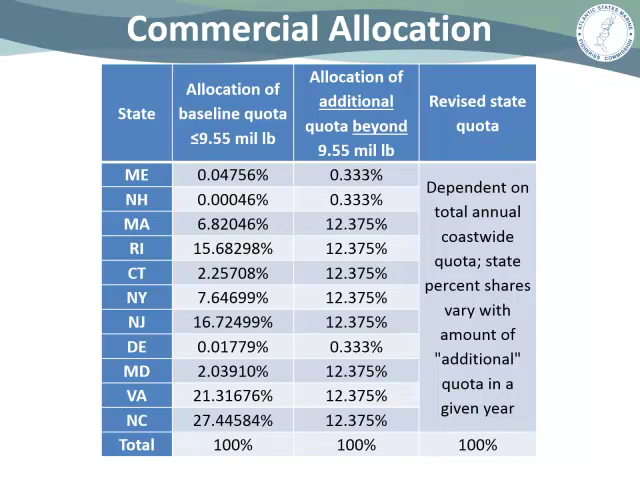 Commercial Allocation
ATLANTIC STATES MARINE
FISHERIES COMMISSION
State
Allocation of
baseline quota
≤9.55 mil lb
Allocation of
additional
quota beyond
9.55 mil lb
Revised state
quota
ME 0.04756% 0.333%
NH 0.00046% 0.333%
MA 6.82046% 12.375%
RI 15.68298% 12.375%
CT 2.25708% 12.375%
NY 7.64699% 12.375%
NJ 16.72499% 12.375%
DE 0.01779% 0.333%
MD 2.03910% 12.375%
VA 21.31676% 12.375%
NC 27.44584% 12.375%
Dependent on
total annual
coastwide
quota; state
percent shares
vary with
amount of
"additional"
quota in a
given year
Total 100% 100% 100%